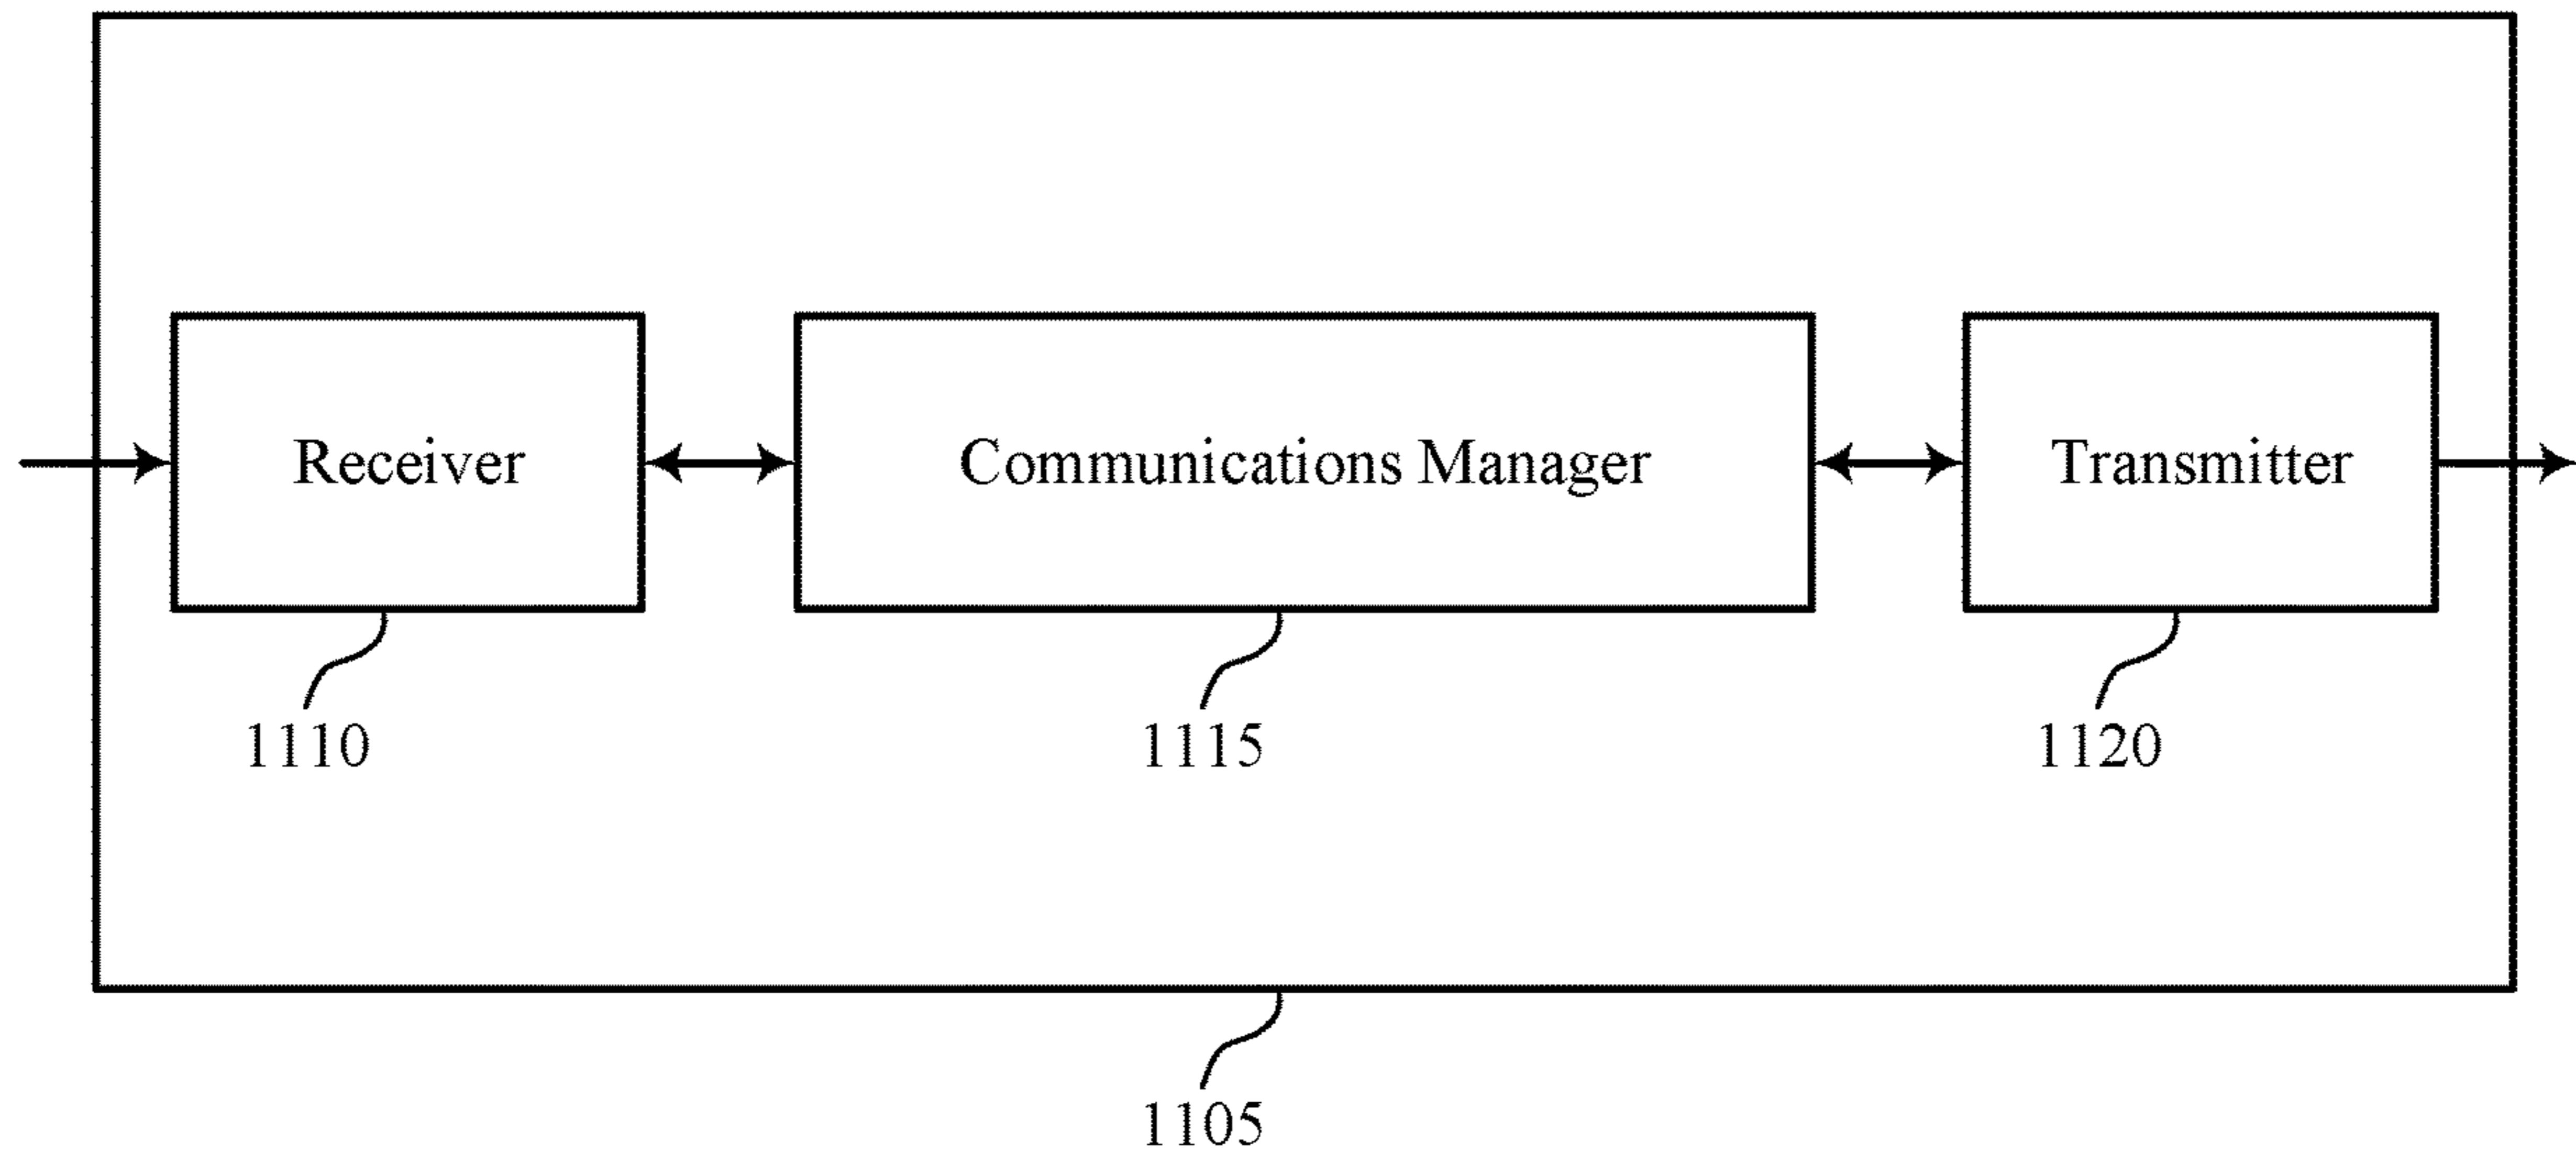 Receiver
Communications Manager
Transmitter
1110
1115
1120
1105